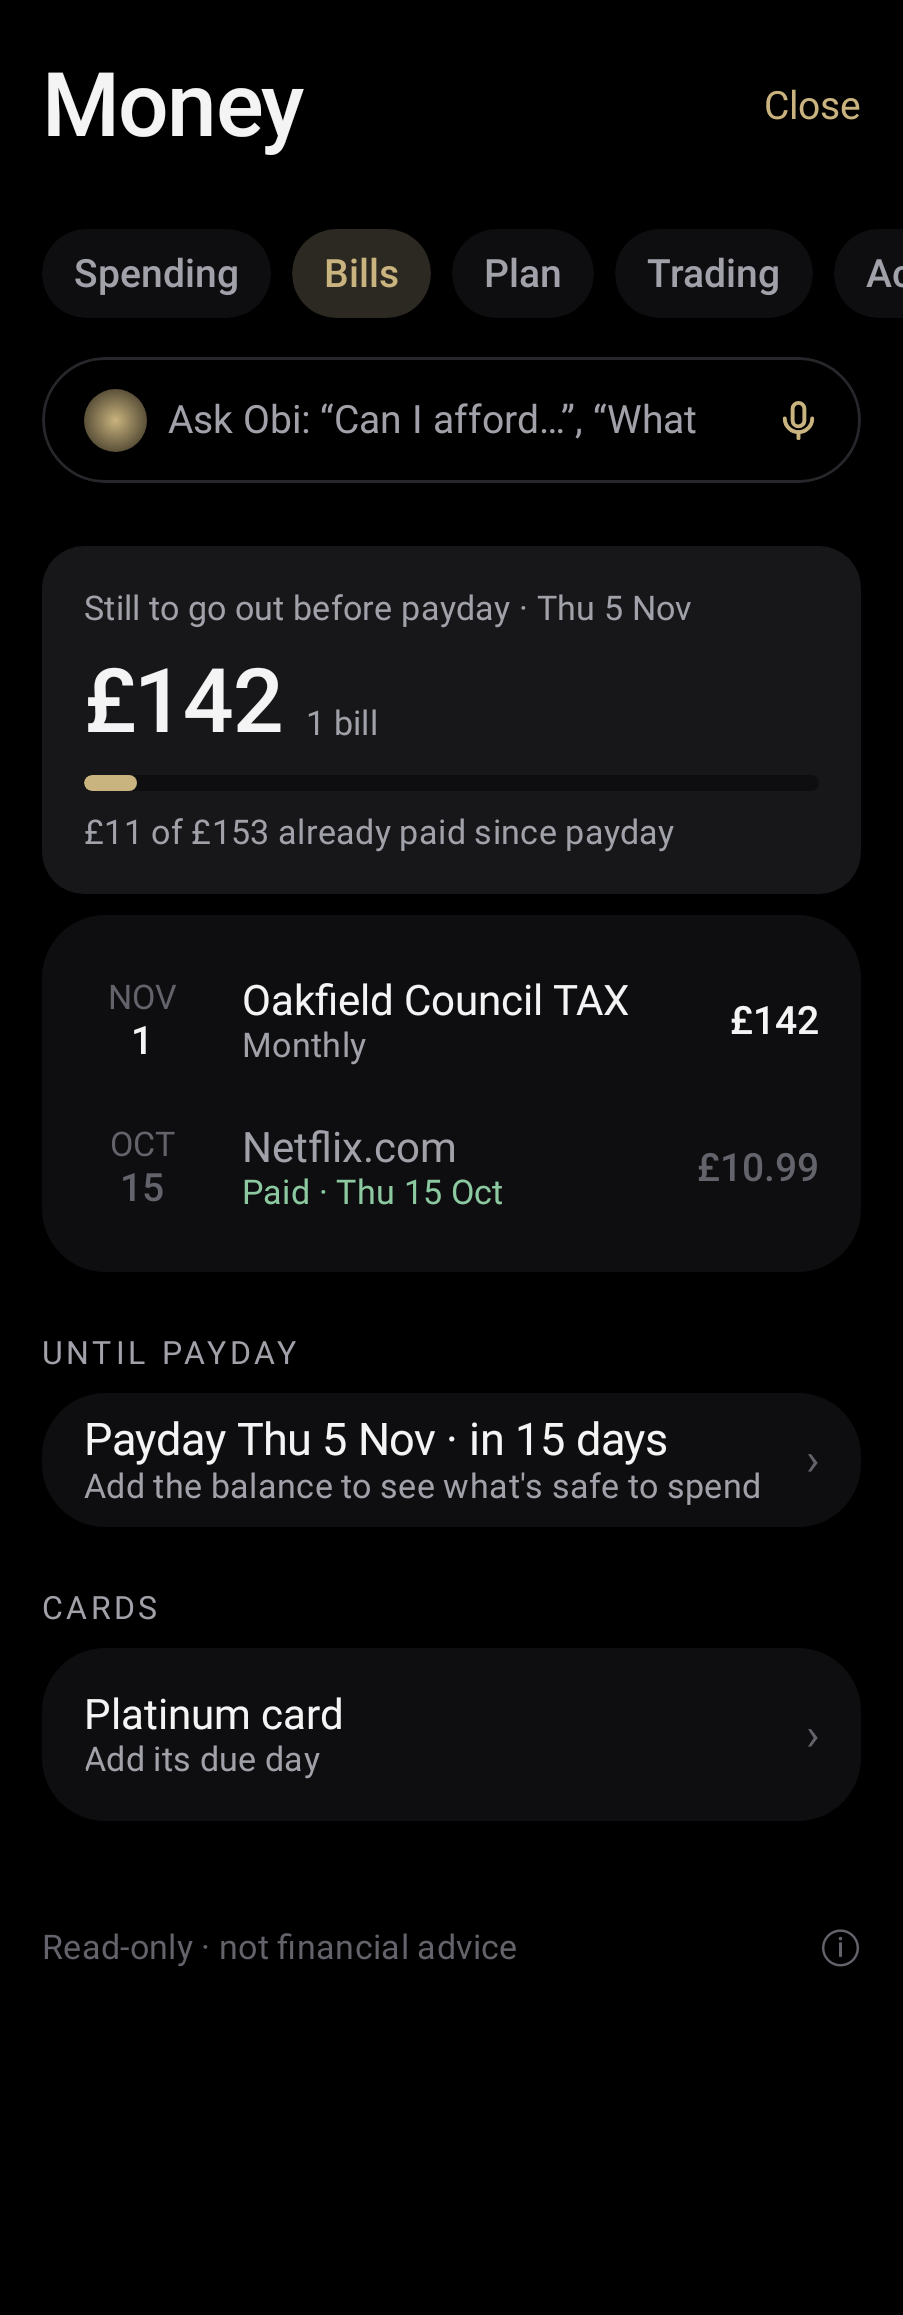 Money
Close
Spending
Bills
Plan
Trading
Ac
Ask Obi: “Can I afford…”, “What
Still to go out before payday · Thu 5 Nov
£142 1 bill
£11 of £153 already paid since payday
NOV
1
Oakfield Council TAX
Monthly
£142
OCT
15
Netflix.com
Paid · Thu 15 Oct
£10.99
UNTIL PAYDAY
Payday Thu 5 Nov · in 15 days
Add the balance to see what's safe to spend
CARDS
Platinum card
Add its due day
Read-only · not financial advice